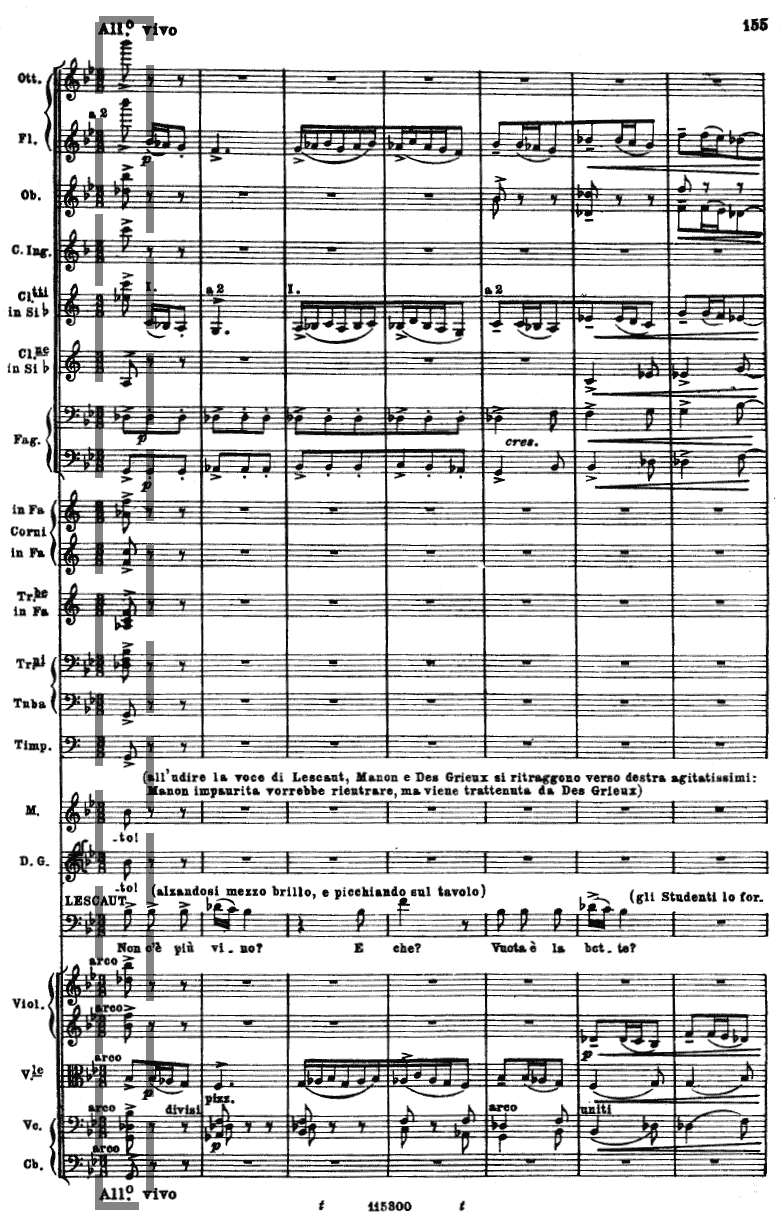 All.º vivo
155
Ott.
a 2
Fl.
p
Ob.
C. Ing.
Cl.tti
in Si♭
I.
a 2
I.
a 2
Cl.ne
in Si♭
Fag.
p
cres.
p
in Fa
Corni
in Fa
Tr.be
in Fa
Tr.ni
Tuba
Timp.
(all'udire la voce di Lescaut, Manon e Des Grieux si ritraggono verso destra agitatissimi:
Manon impaurita vorrebbe rientrare, ma viene trattenuta da Des Grieux)
M.
-to!
D. G.
-to!
(alzandosi mezzo brillo, e picchiando sul tavolo)
(gli Studenti lo for-
LESCAUT
Non c'è più vi - no? E che? Vuota è la bot - te?
arco
Viol.
arco
p
arco
V.le
p
pizz.
arco
divisi
arco
uniti
Vc.
p
arco
Cb.
All.º vivo
t 115300 t